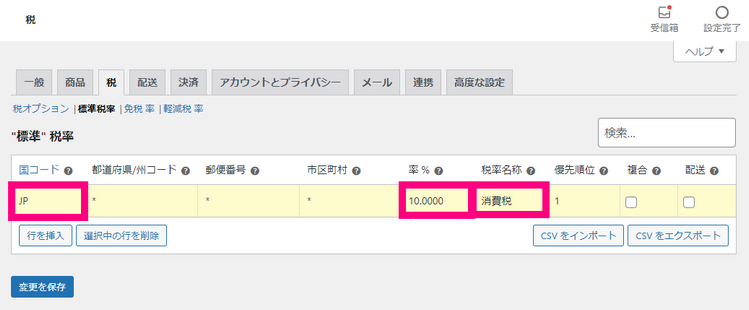 税
受信箱 設定完了
ヘルプ ▼
一般 商品 税 配送 決済 アカウントとプライバシー メール 連携 高度な設定
税オプション | 標準税率 | 免税 率 | 軽減税 率
"標準" 税率
検索…
国コード ? 都道府県/州コード ? 郵便番号 ? 市区町村 ? 率 % ? 税率名称 ? 優先順位 ? 複合 ? 配送 ?
JP * * * 10.0000 消費税 1
行を挿入 選択中の行を削除 CSV をインポート CSV をエクスポート
変更を保存